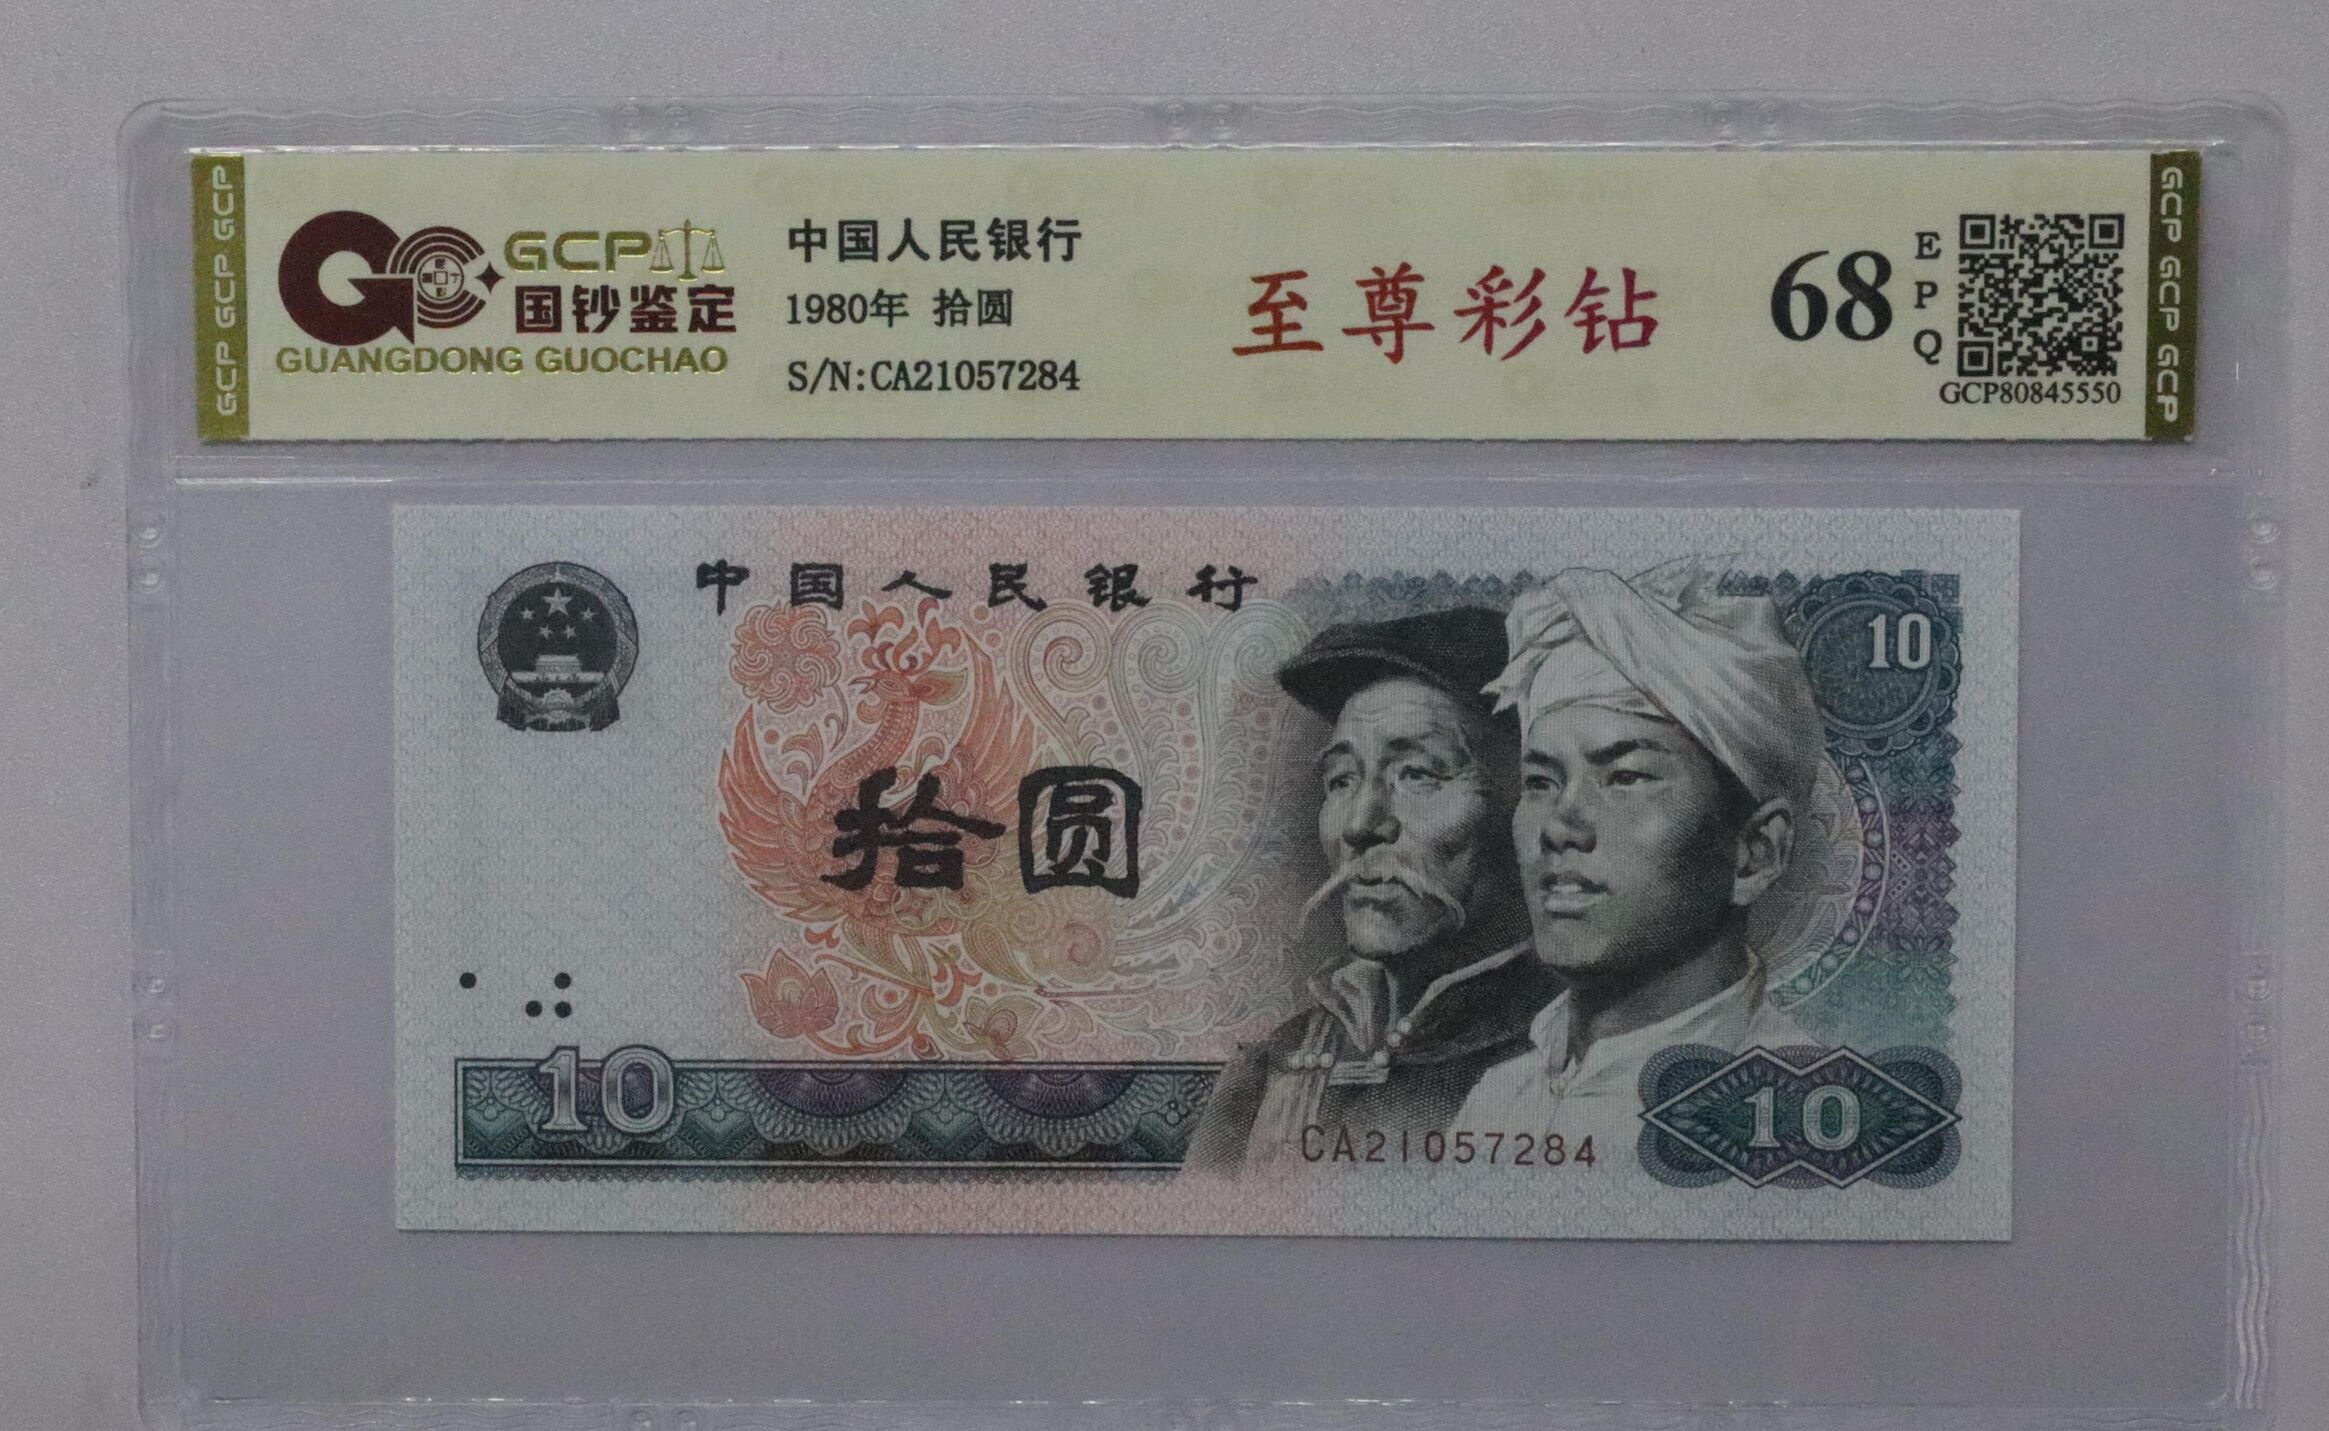 GCP GCP GCP
GCP
国钞鉴定
GUANGDONG GUOCHAO
中国人民银行
1980年 拾圆
S/N:CA21057284
至尊彩钻
68
EPQ
GCP80845550
GCP GCP GCP
中国人民银行
10
拾圆
10
CA21057284
10